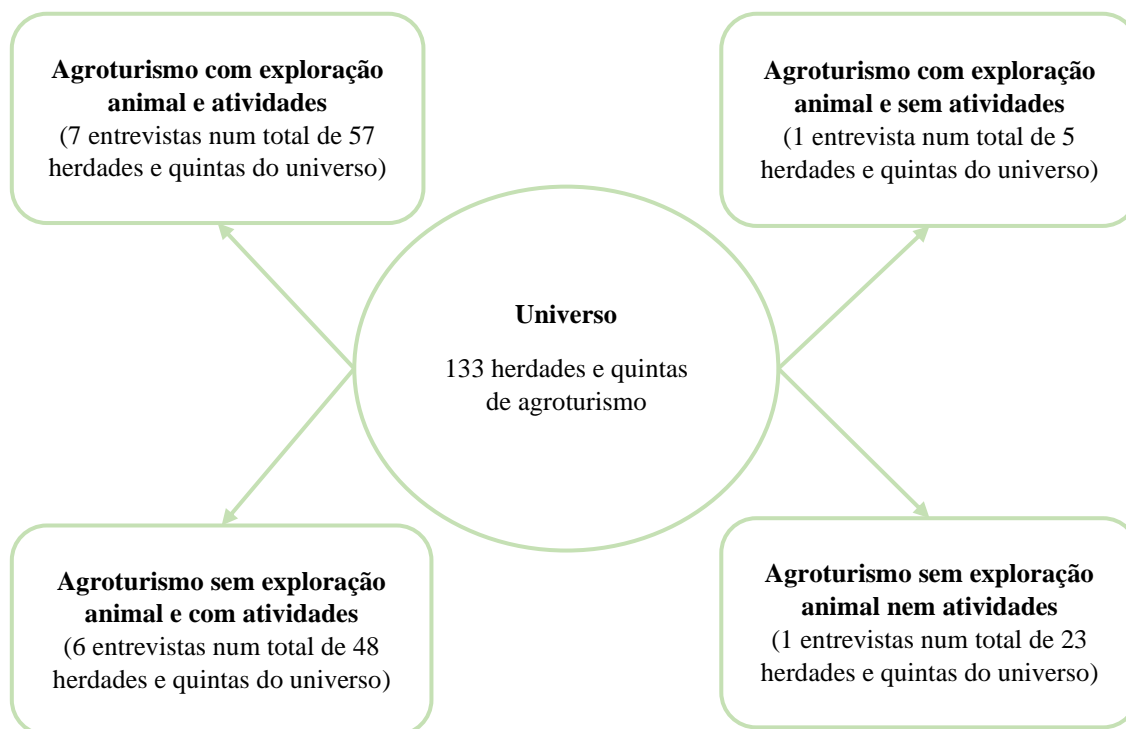 Agroturismo com exploração
animal e atividades
(7 entrevistas num total de 57
herdades e quintas do universo)
Agroturismo com exploração
animal e sem atividades
(1 entrevista num total de 5
herdades e quintas do universo)
Universo
133 herdades e quintas
de agroturismo
Agroturismo sem exploração
animal e com atividades
(6 entrevistas num total de 48
herdades e quintas do universo)
Agroturismo sem exploração
animal nem atividades
(1 entrevistas num total de 23
herdades e quintas do universo)